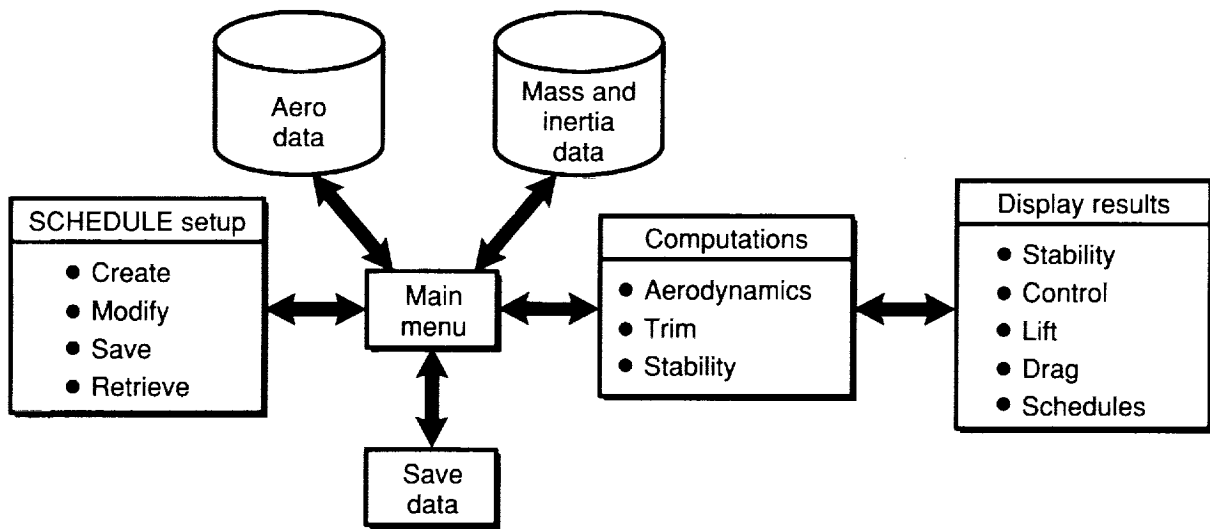 Aero
data
Mass and
inertia
data
SCHEDULE setup
● Create
● Modify
● Save
● Retrieve
Main
menu
Save
data
Computations
● Aerodynamics
● Trim
● Stability
Display results
● Stability
● Control
● Lift
● Drag
● Schedules